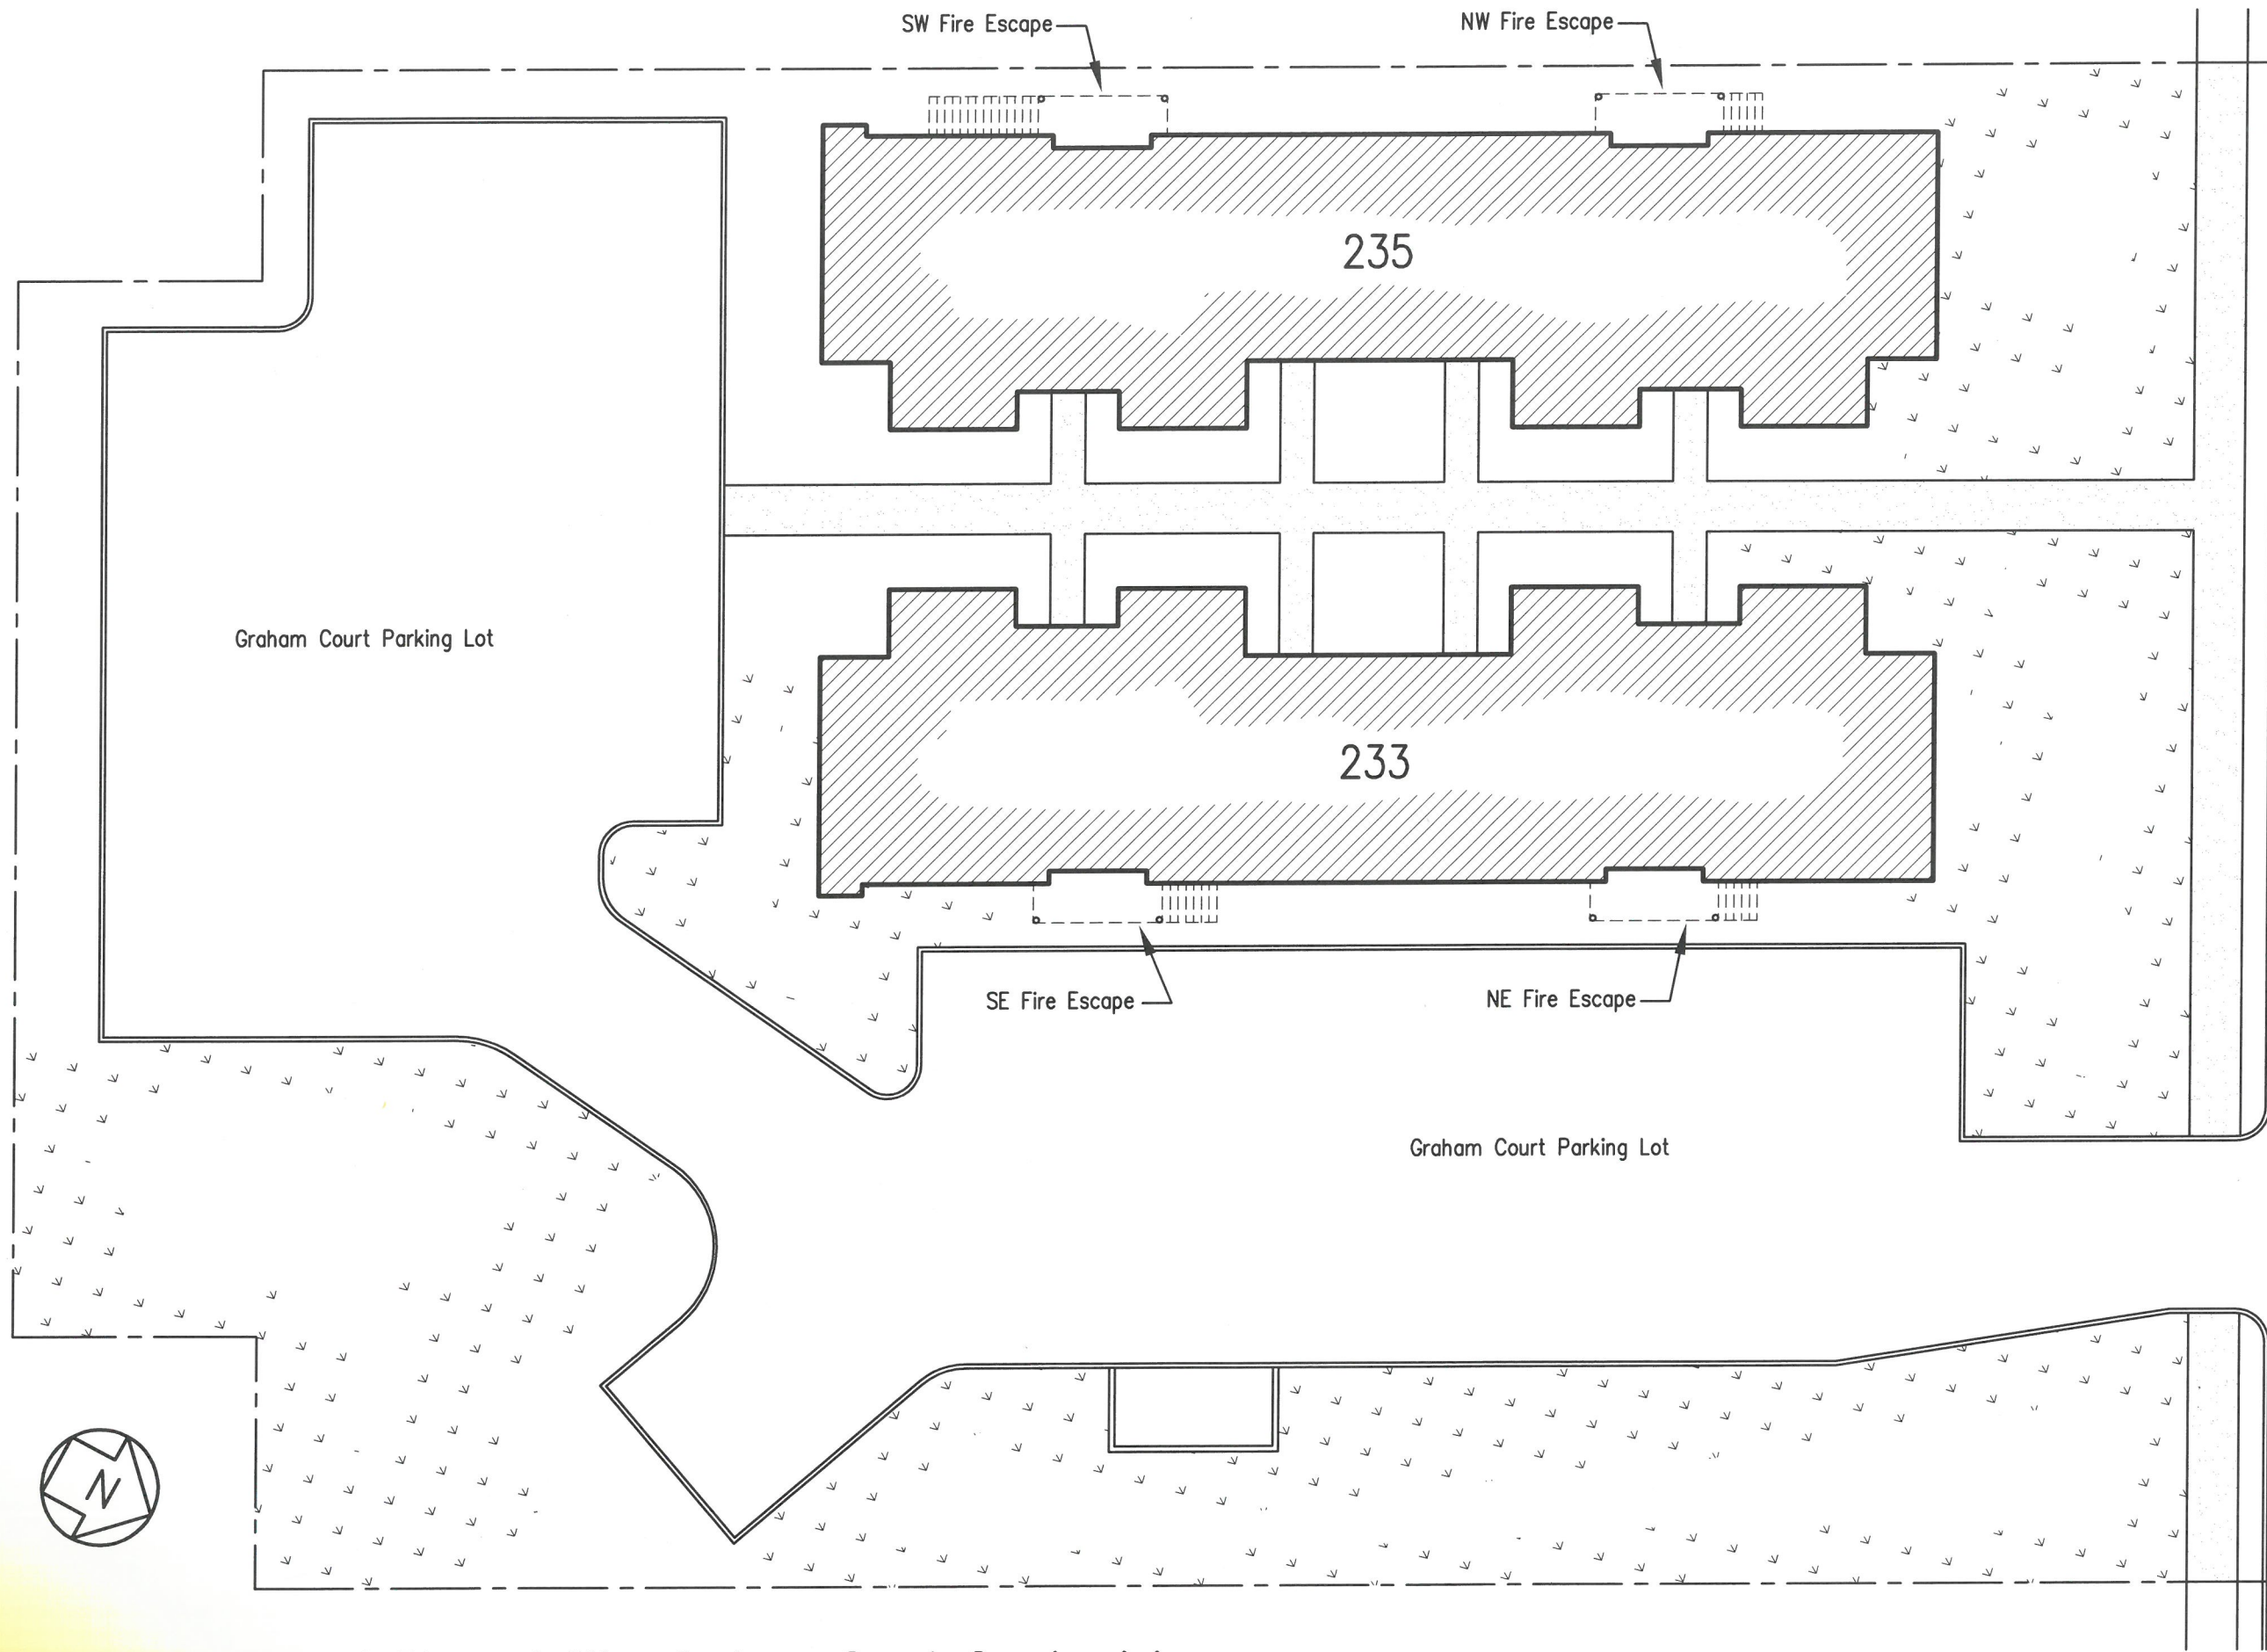 SW Fire Escape
NW Fire Escape
235
Graham Court Parking Lot
233
SE Fire Escape
NE Fire Escape
Graham Court Parking Lot
N